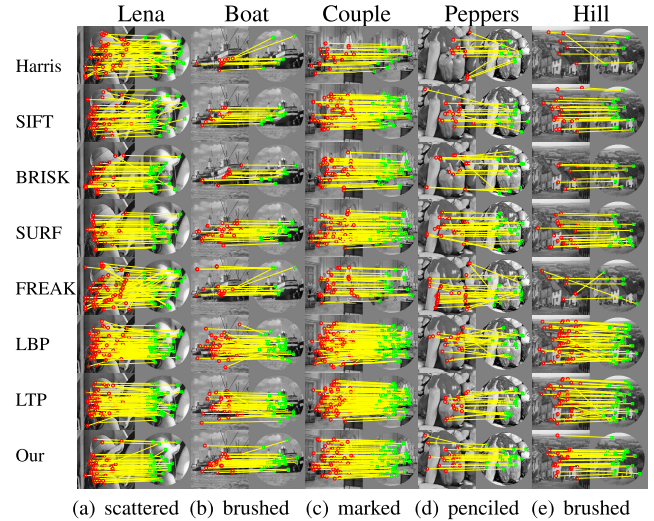 Lena Boat Couple Peppers Hill
Harris
SIFT
BRISK
SURF
FREAK
LBP
LTP
Our
(a) scattered (b) brushed (c) marked (d) penciled (e) brushed